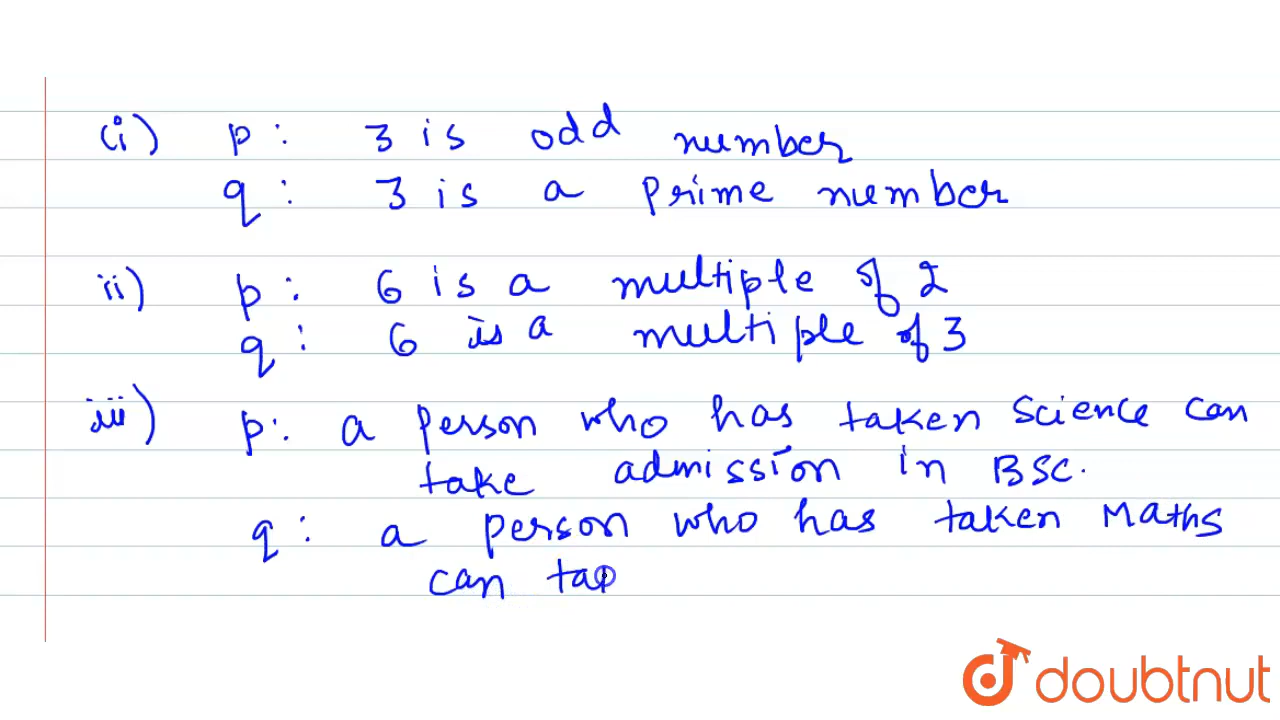 (i) p: 3 is odd number
q: 3 is a prime number
ii) p: 6 is a multiple of 2
q: 6 is a multiple of 3
iii) p: a person who has taken science can
take admission in BSC.
q: a person who has taken Maths
can
doubtnut